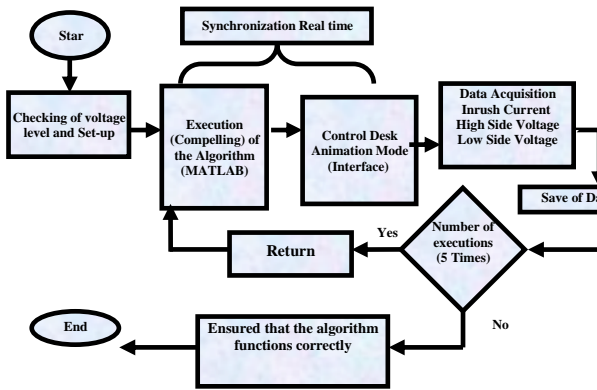 Star
Synchronization Real time
Checking of voltage
level and Set-up
Execution
(Compelling) of
the Algorithm
(MATLAB)
Control Desk
Animation Mode
(Interface)
Data Acquisition
Inrush Current
High Side Voltage
Low Side Voltage
Save of Da
Number of
executions
(5 Times)
Yes
Return
No
Ensured that the algorithm
functions correctly
End